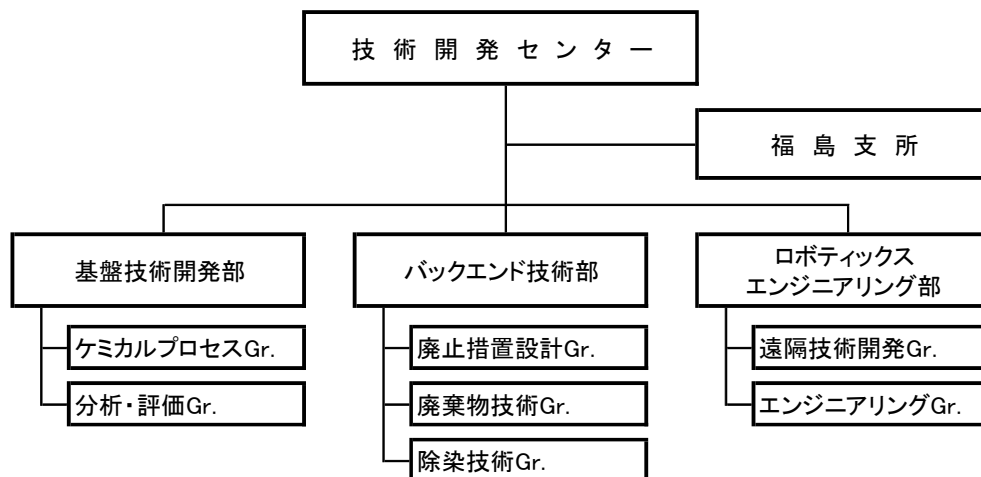 技術開発センター
福島支所
基盤技術開発部
バックエンド技術部
ロボティックス
エンジニアリング部
ケミカルプロセスGr.
分析・評価Gr.
廃止措置設計Gr.
廃棄物技術Gr.
除染技術Gr.
遠隔技術開発Gr.
エンジニアリングGr.